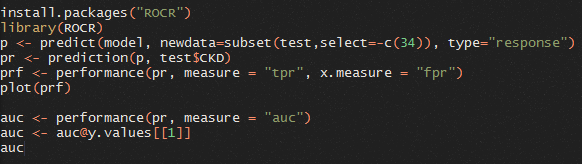 install.packages("ROCR")
library(ROCR)
p <- predict(model, newdata=subset(test,select=-c(34)), type="response")
pr <- prediction(p, test$CKD)
prf <- performance(pr, measure = "tpr", x.measure = "fpr")
plot(prf)

auc <- performance(pr, measure = "auc")
auc <- auc@y.values[[1]]
auc